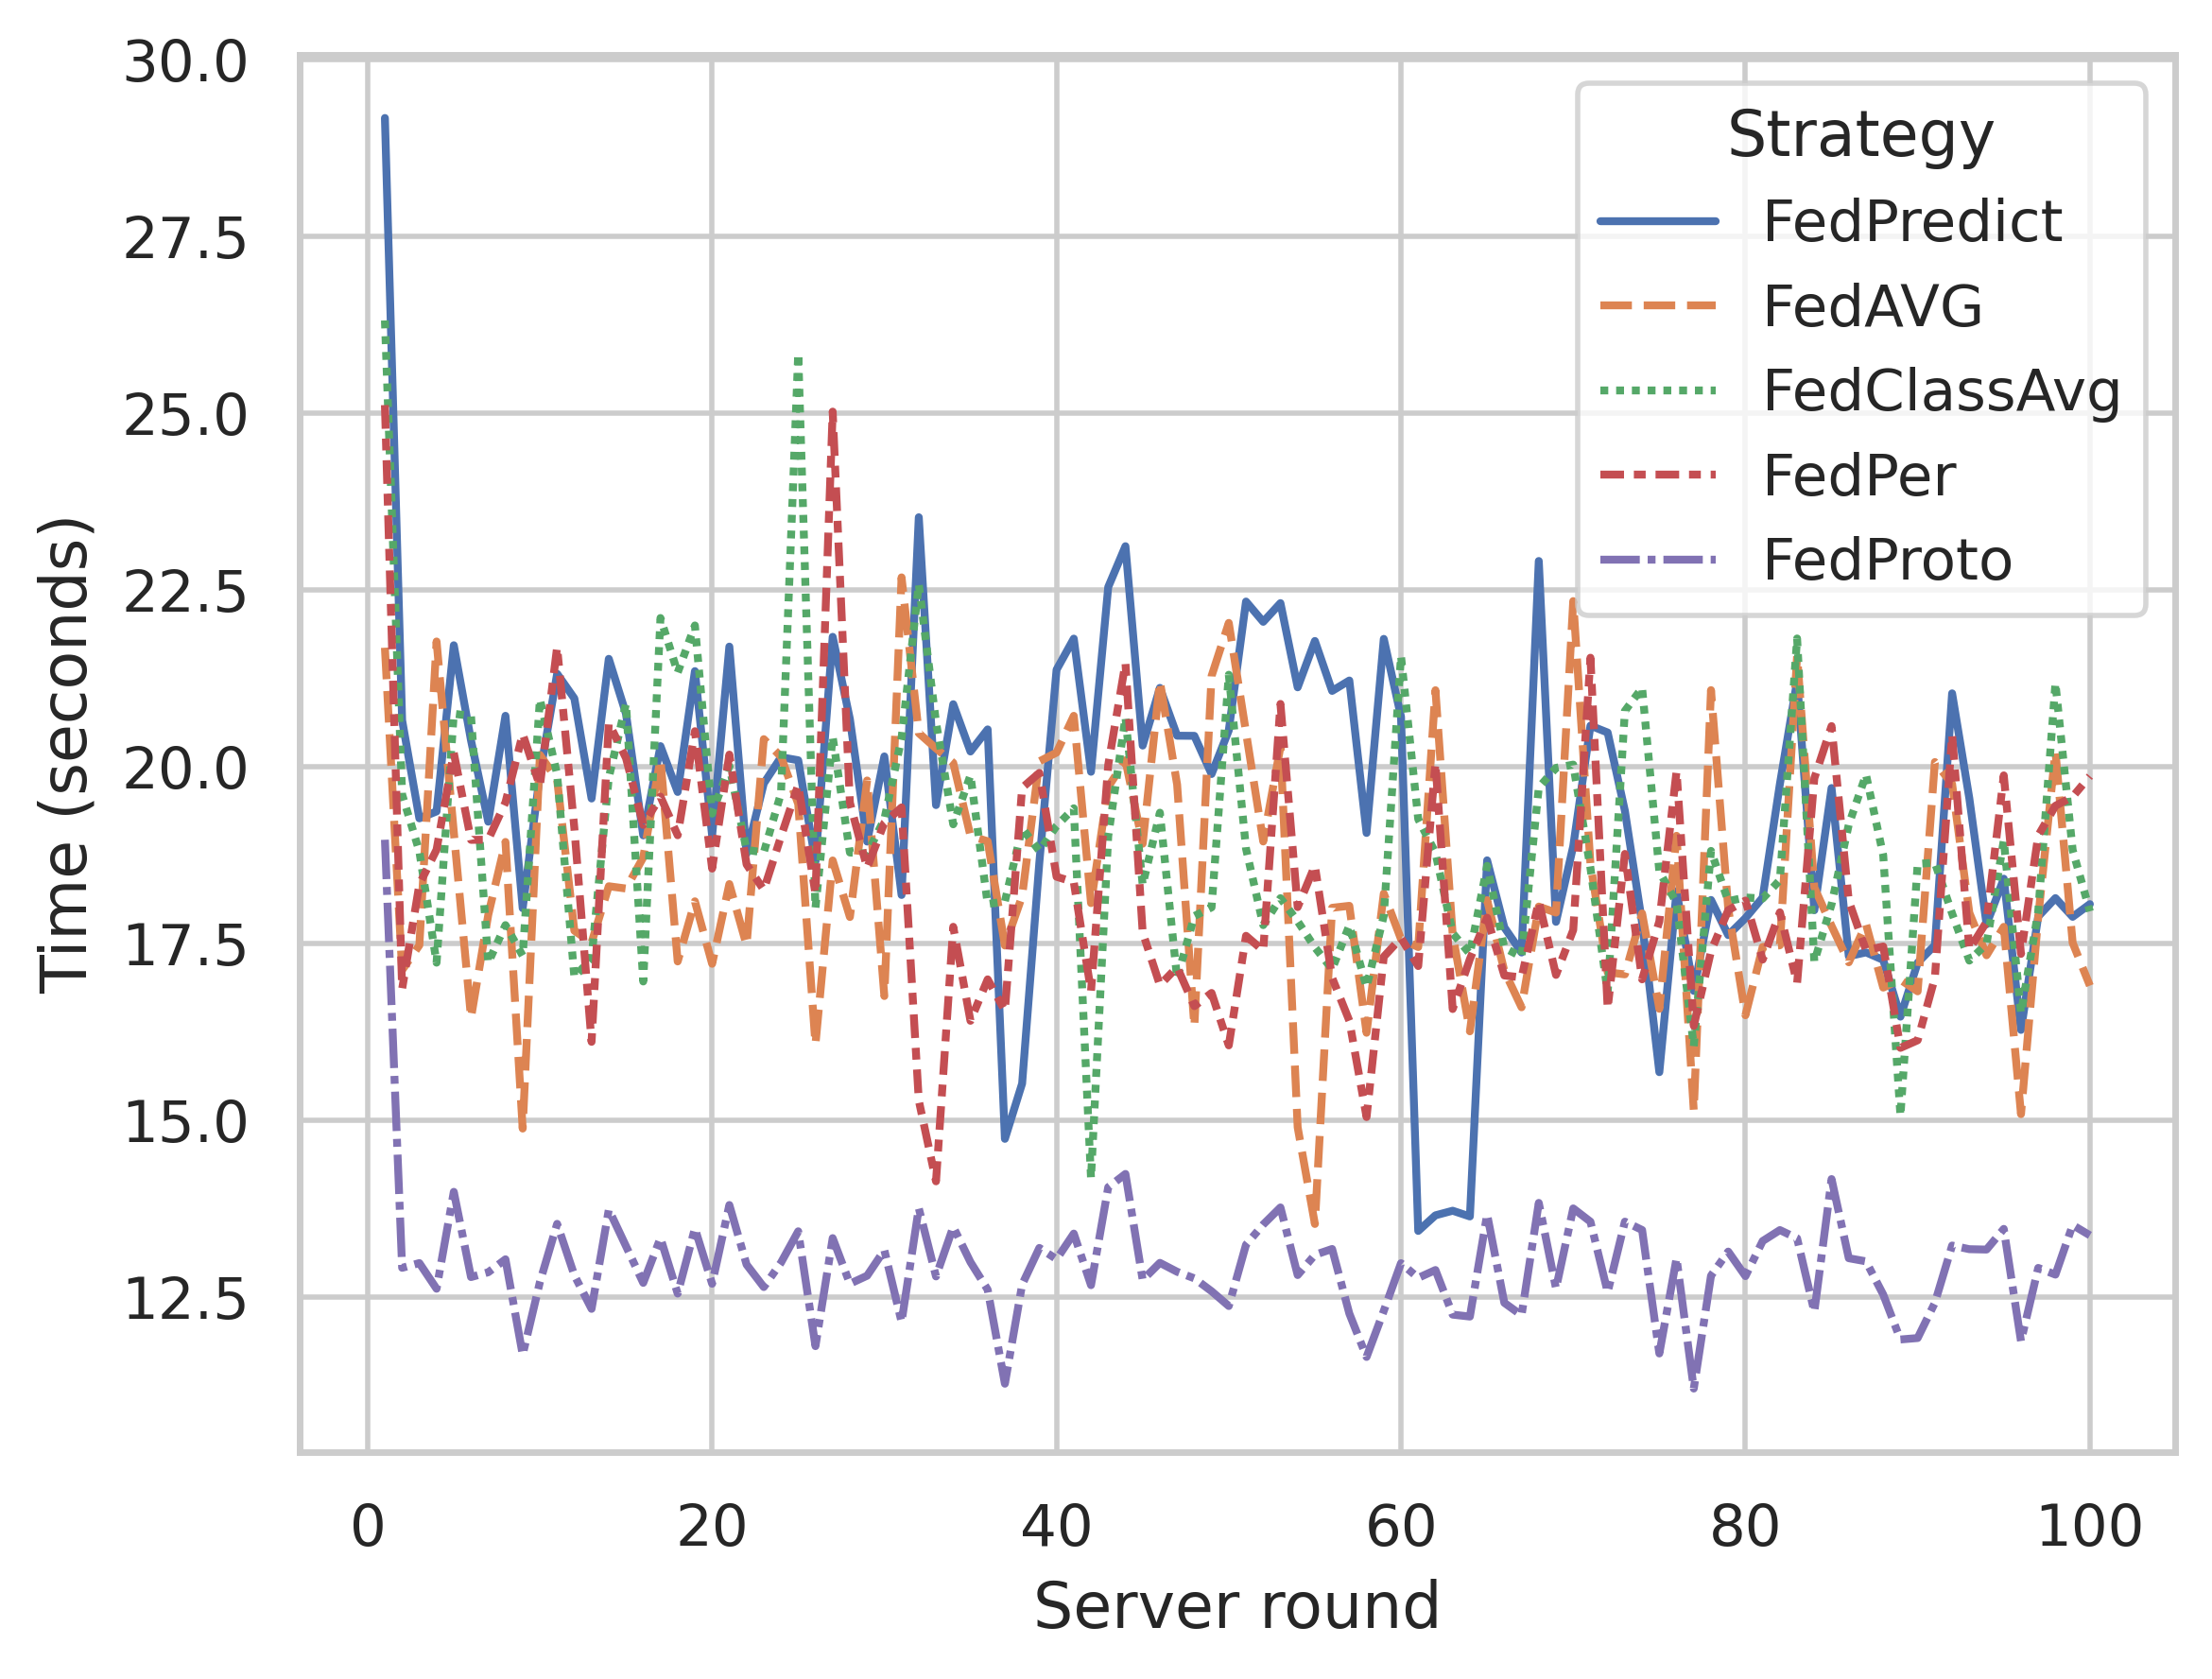 30.0
27.5
25.0
22.5
20.0
17.5
15.0
12.5
Time (seconds)
0 20 40 60 80 100
Server round
Strategy
FedPredict
FedAVG
FedClassAvg
FedPer
FedProto